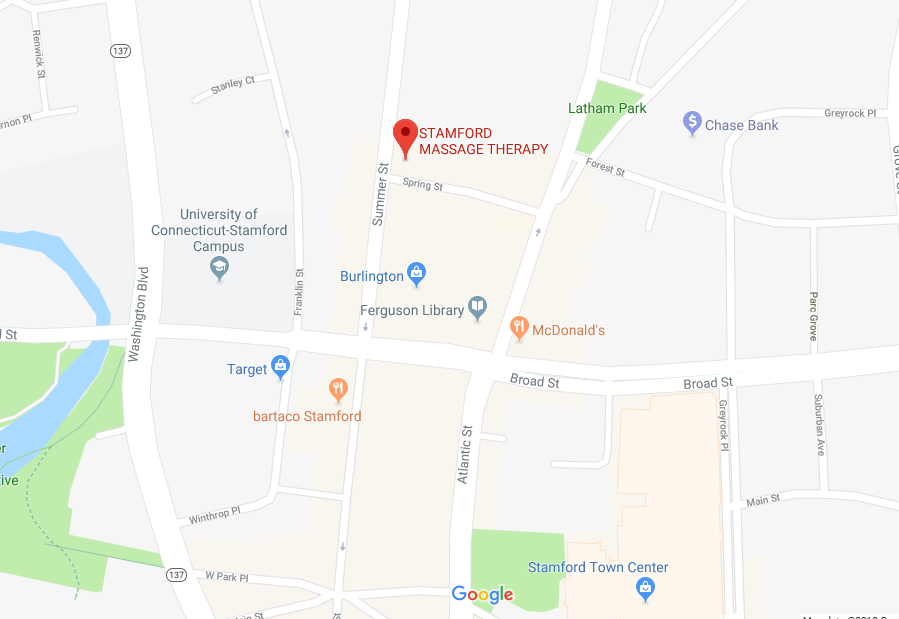 Renwick St
137
Stanley Ct
Latham Park
Greyrock Pl
Chase Bank
STAMFORD
MASSAGE THERAPY
Forest St
Spring St
Summer St
University of
Connecticut-Stamford
Campus
Burlington
Franklin St
Ferguson Library
McDonald's
Washington Blvd
Parc Grove
St
Target
Broad St
Broad St
bartaco Stamford
Greyrock Pl
Suburban Ave
Atlantic St
Main St
Winthrop Pl
137
W Park Pl
Stamford Town Center
Google